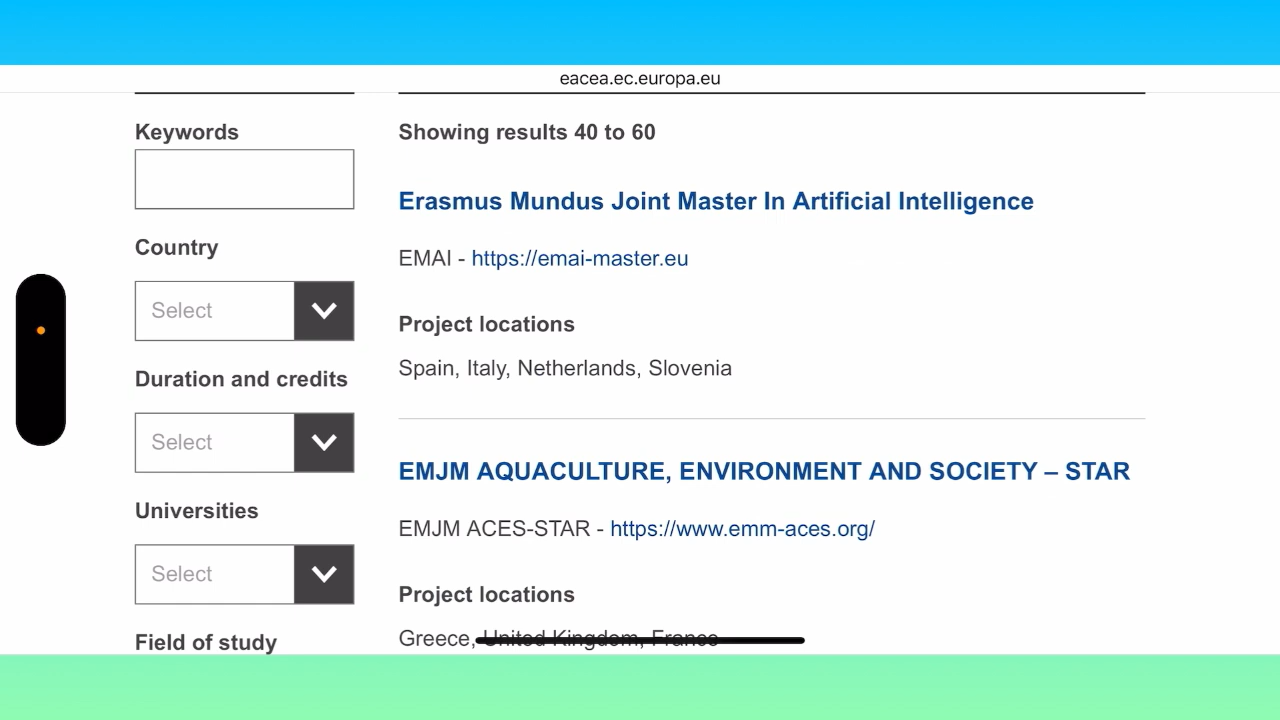 eacea.ec.europa.eu
Keywords
Showing results 40 to 60
Erasmus Mundus Joint Master In Artificial Intelligence
EMAI - https://emai-master.eu
Country
Select
Project locations
Spain, Italy, Netherlands, Slovenia
Duration and credits
Select
EMJM AQUACULTURE, ENVIRONMENT AND SOCIETY – STAR
Universities
EMJM ACES-STAR - https://www.emm-aces.org/
Select
Project locations
Field of study
Greece, United Kingdom, France